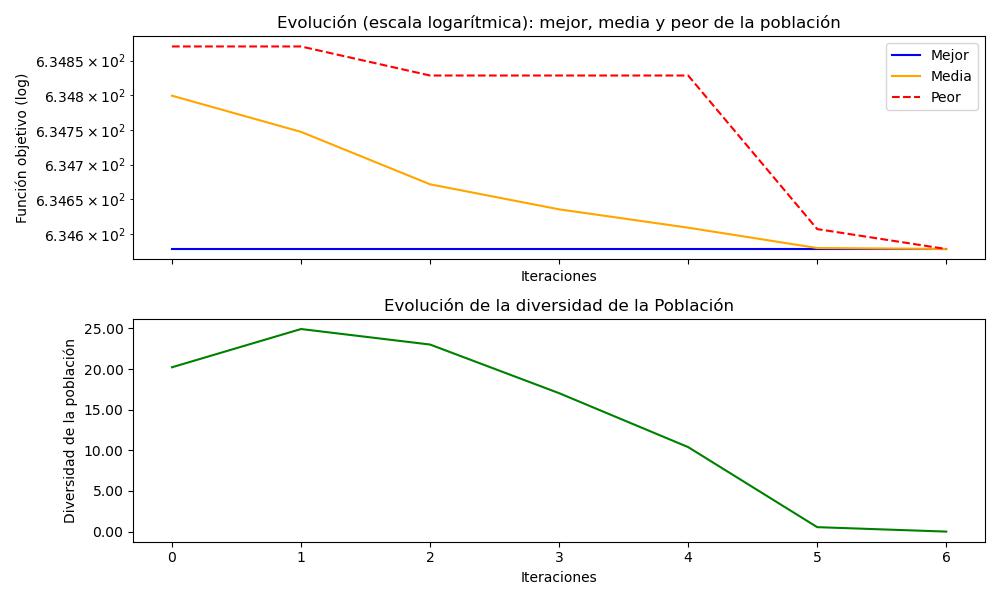 Evolución (escala logarítmica): mejor, media y peor de la población
Función objetivo (log)
6.3485 × 10²
6.348 × 10²
6.3475 × 10²
6.347 × 10²
6.3465 × 10²
6.346 × 10²
Mejor
Media
Peor
Iteraciones
Evolución de la diversidad de la Población
Diversidad de la población
25.00
20.00
15.00
10.00
5.00
0.00
0 1 2 3 4 5 6
Iteraciones